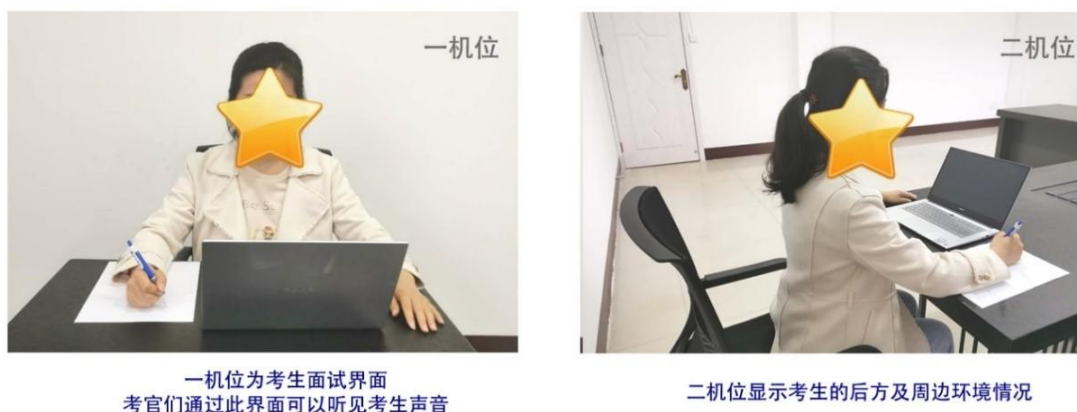 一机位
二机位
一机位为考生面试界面
考官们通过此界面可以听见考生声音
二机位显示考生的后方及周边环境情况